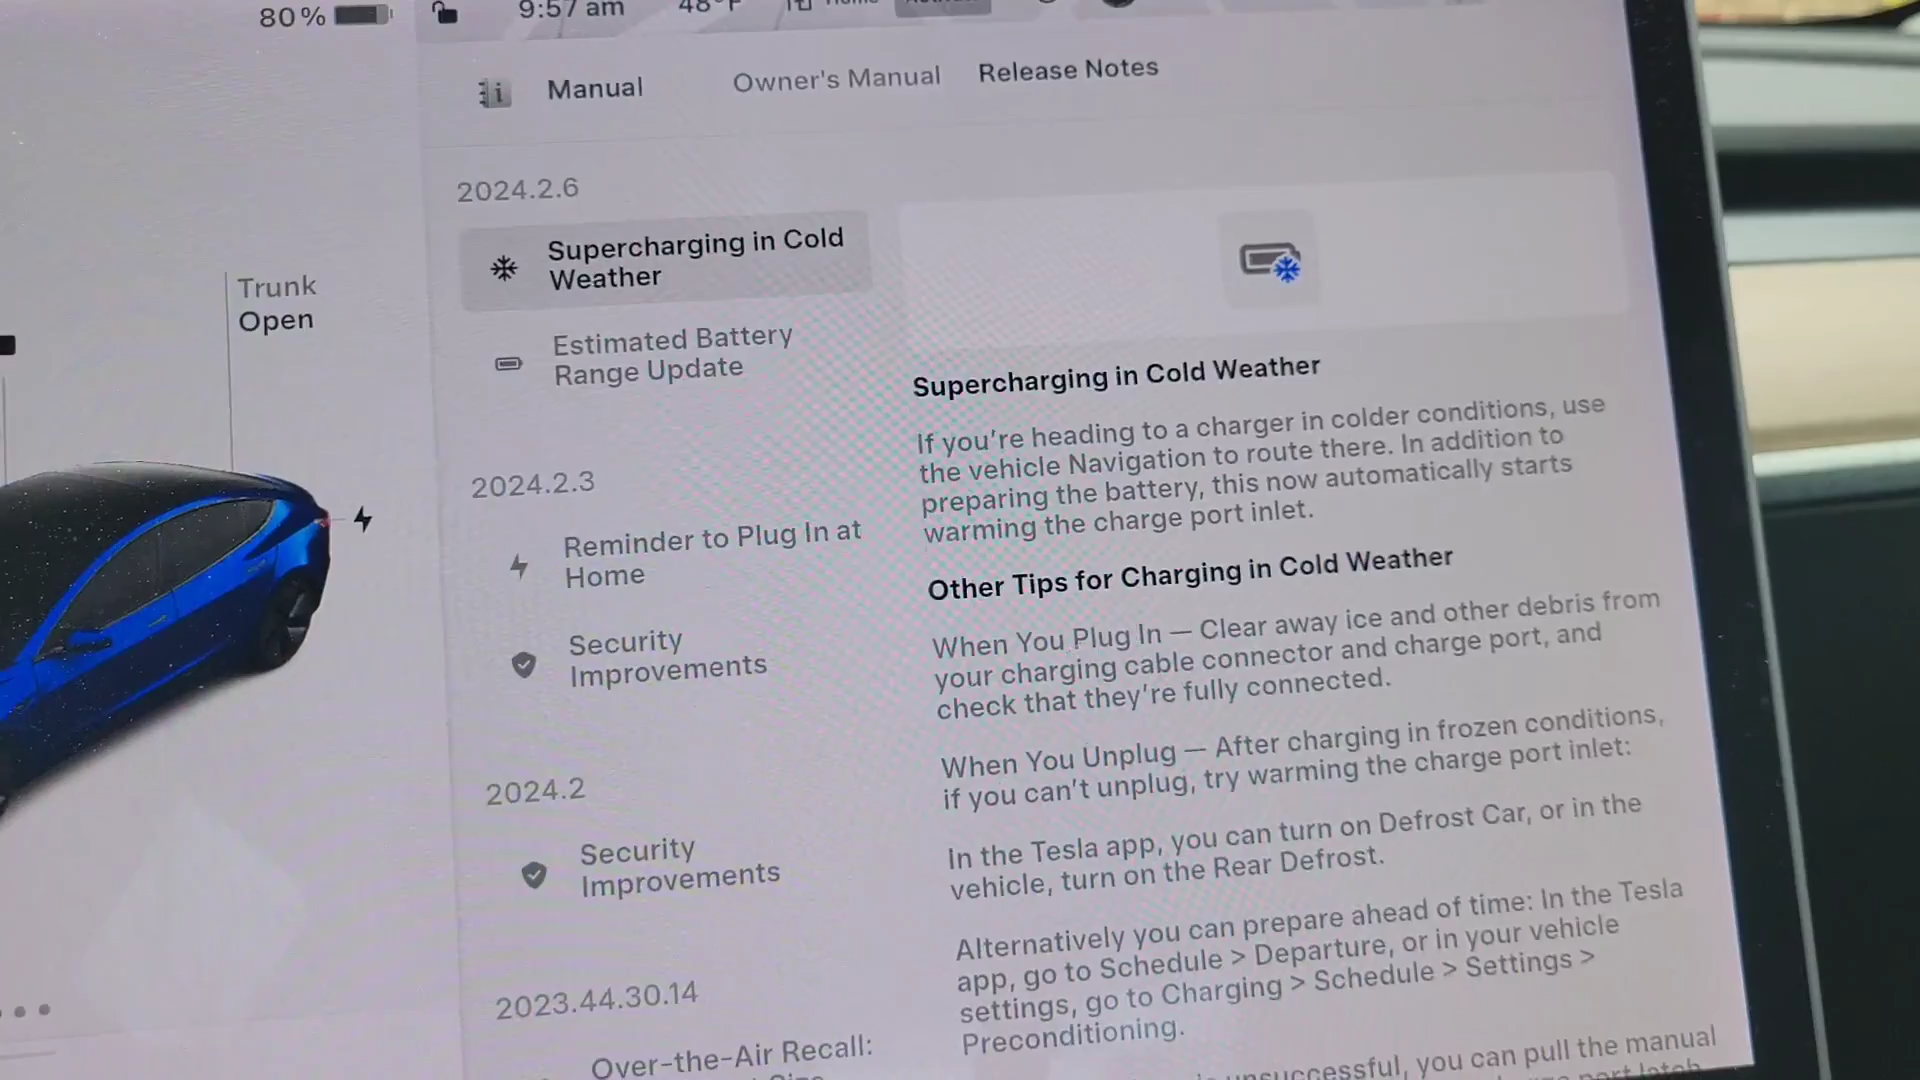 80%
9:57 am
48°F
Home
Manual
Owner's Manual
Release Notes
Trunk
Open
2024.2.6
Supercharging in Cold
Weather
Estimated Battery
Range Update
2024.2.3
Reminder to Plug In at
Home
Security
Improvements
2024.2
Security
Improvements
2023.44.30.14
Over-the-Air Recall:
Supercharging in Cold Weather
If you're heading to a charger in colder conditions, use
the vehicle Navigation to route there. In addition to
preparing the battery, this now automatically starts
warming the charge port inlet.
Other Tips for Charging in Cold Weather
When You Plug In — Clear away ice and other debris from
your charging cable connector and charge port, and
check that they're fully connected.
When You Unplug — After charging in frozen conditions,
if you can't unplug, try warming the charge port inlet:
In the Tesla app, you can turn on Defrost Car, or in the
vehicle, turn on the Rear Defrost.
Alternatively you can prepare ahead of time: In the Tesla
app, go to Schedule > Departure, or in your vehicle
settings, go to Charging > Schedule > Settings >
Preconditioning.
unsuccessful, you can pull the manual
port latch